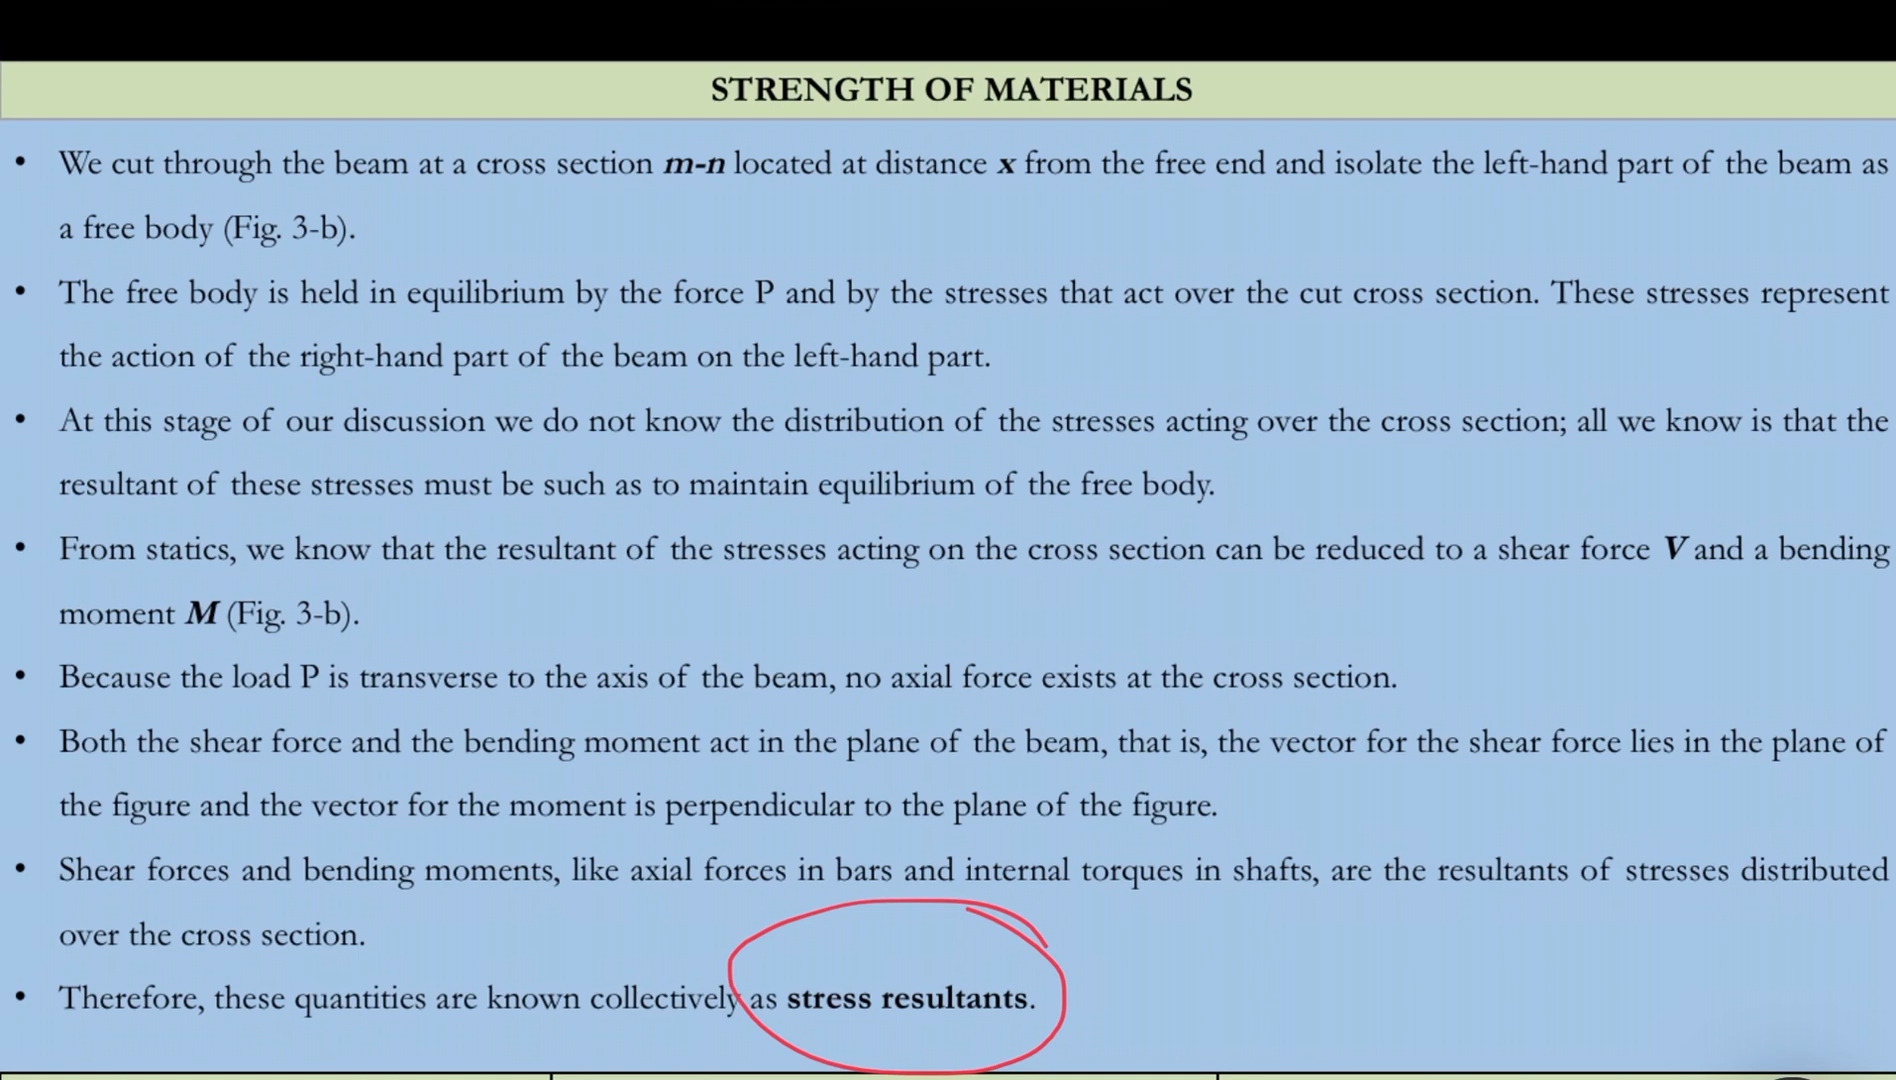 STRENGTH OF MATERIALS
• We cut through the beam at a cross section m-n located at distance x from the free end and isolate the left-hand part of the beam as
a free body (Fig. 3-b).
• The free body is held in equilibrium by the force P and by the stresses that act over the cut cross section. These stresses represent
the action of the right-hand part of the beam on the left-hand part.
• At this stage of our discussion we do not know the distribution of the stresses acting over the cross section; all we know is that the
resultant of these stresses must be such as to maintain equilibrium of the free body.
• From statics, we know that the resultant of the stresses acting on the cross section can be reduced to a shear force V and a bending
moment M (Fig. 3-b).
• Because the load P is transverse to the axis of the beam, no axial force exists at the cross section.
• Both the shear force and the bending moment act in the plane of the beam, that is, the vector for the shear force lies in the plane of
the figure and the vector for the moment is perpendicular to the plane of the figure.
• Shear forces and bending moments, like axial forces in bars and internal torques in shafts, are the resultants of stresses distributed
over the cross section.
• Therefore, these quantities are known collectively as stress resultants.